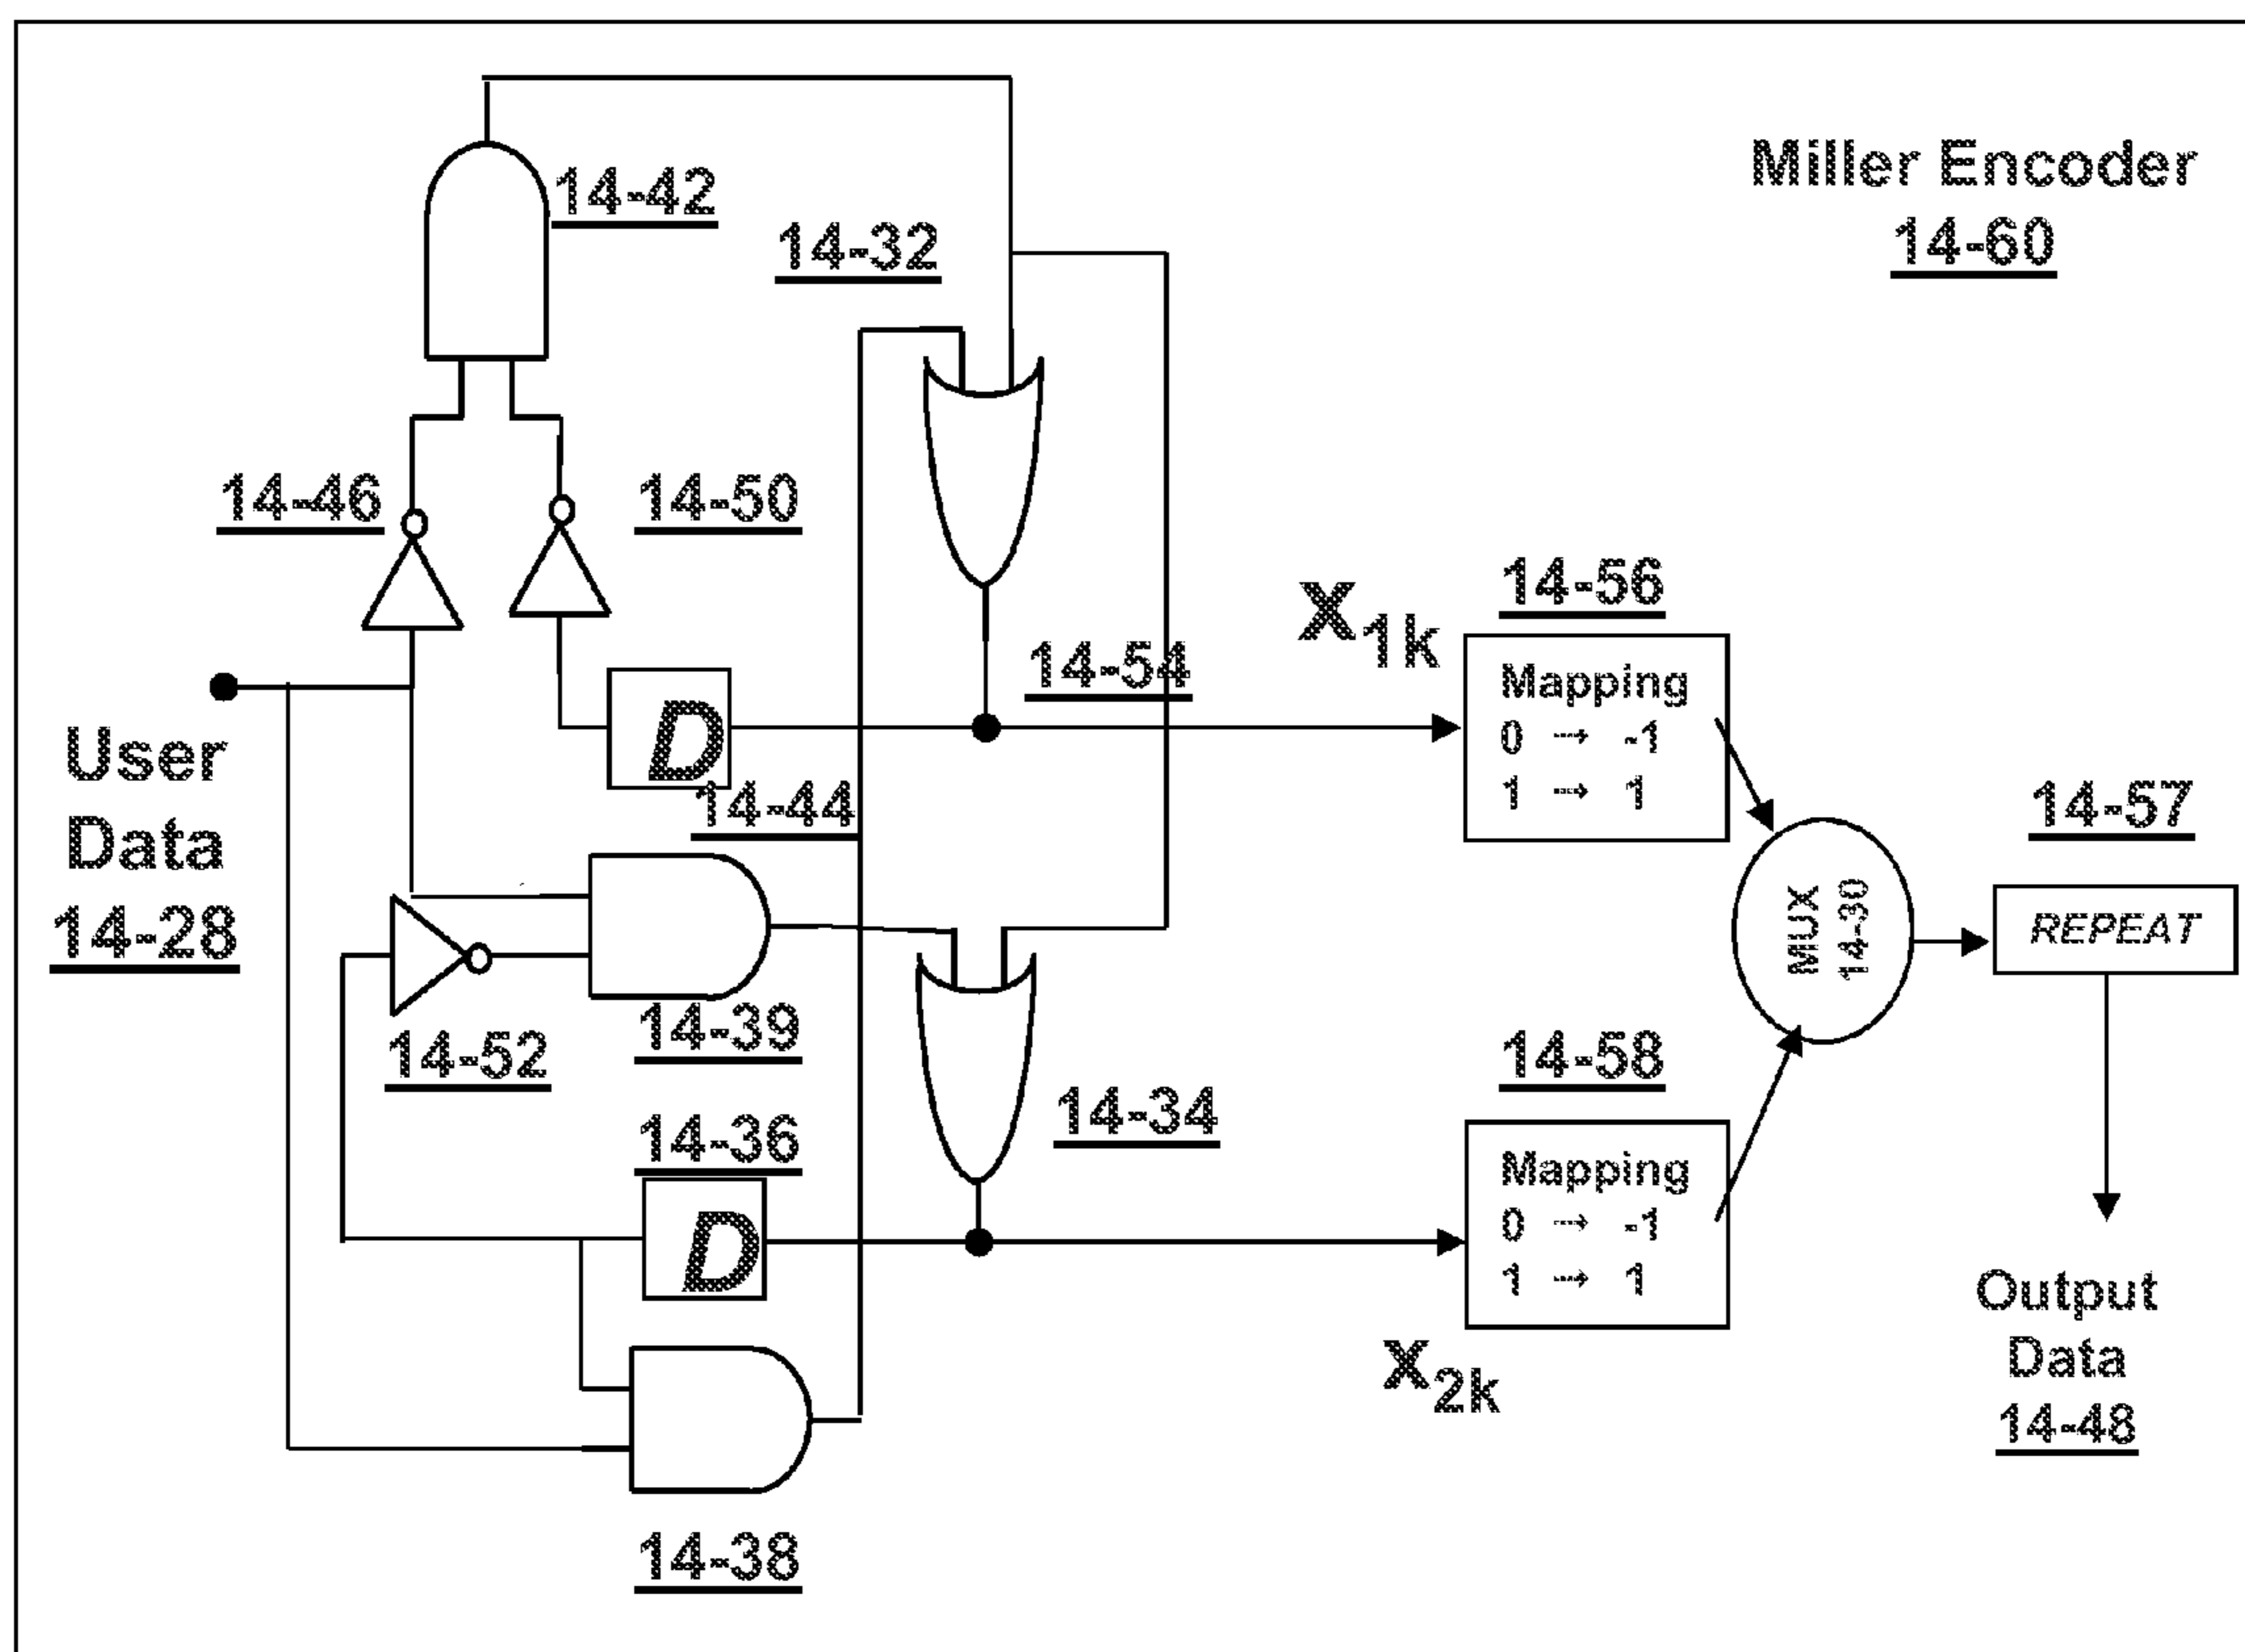 Miller Encoder
14-60
14-42
14-32
14-46
14-50
14-54
X1k
14-56
Mapping
0 → -1
1 → 1
User
Data
14-28
D
14-44
14-57
MUX
14-30
REPEAT
14-39
14-52
14-36
14-34
14-58
Mapping
0 → -1
1 → 1
D
X2k
Output
Data
14-48
14-38